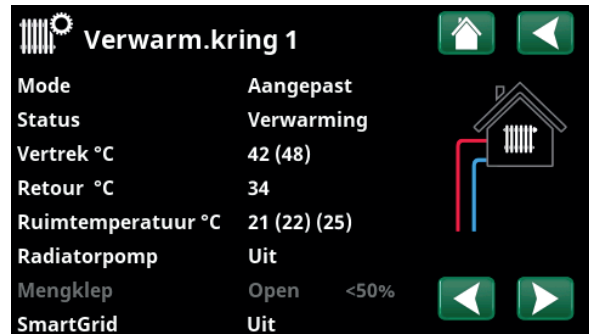 Verwarm.kring 1
Mode Aangepast
Status Verwarming
Vertrek °C 42 (48)
Retour °C 34
Ruimtemperatuur °C 21 (22) (25)
Radiatorpomp Uit
Mengklep Open <50%
SmartGrid Uit